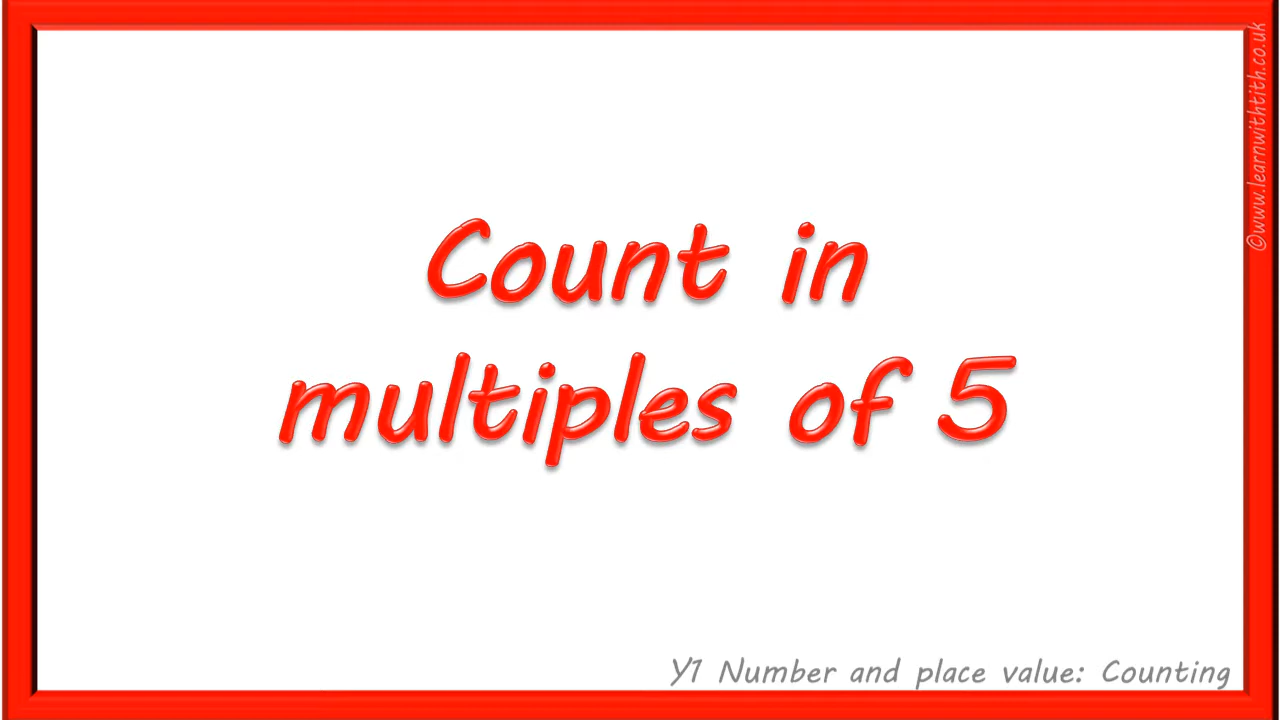 ©www.learnwithtith.co.uk
Count in
multiples of 5
Y1 Number and place value: Counting